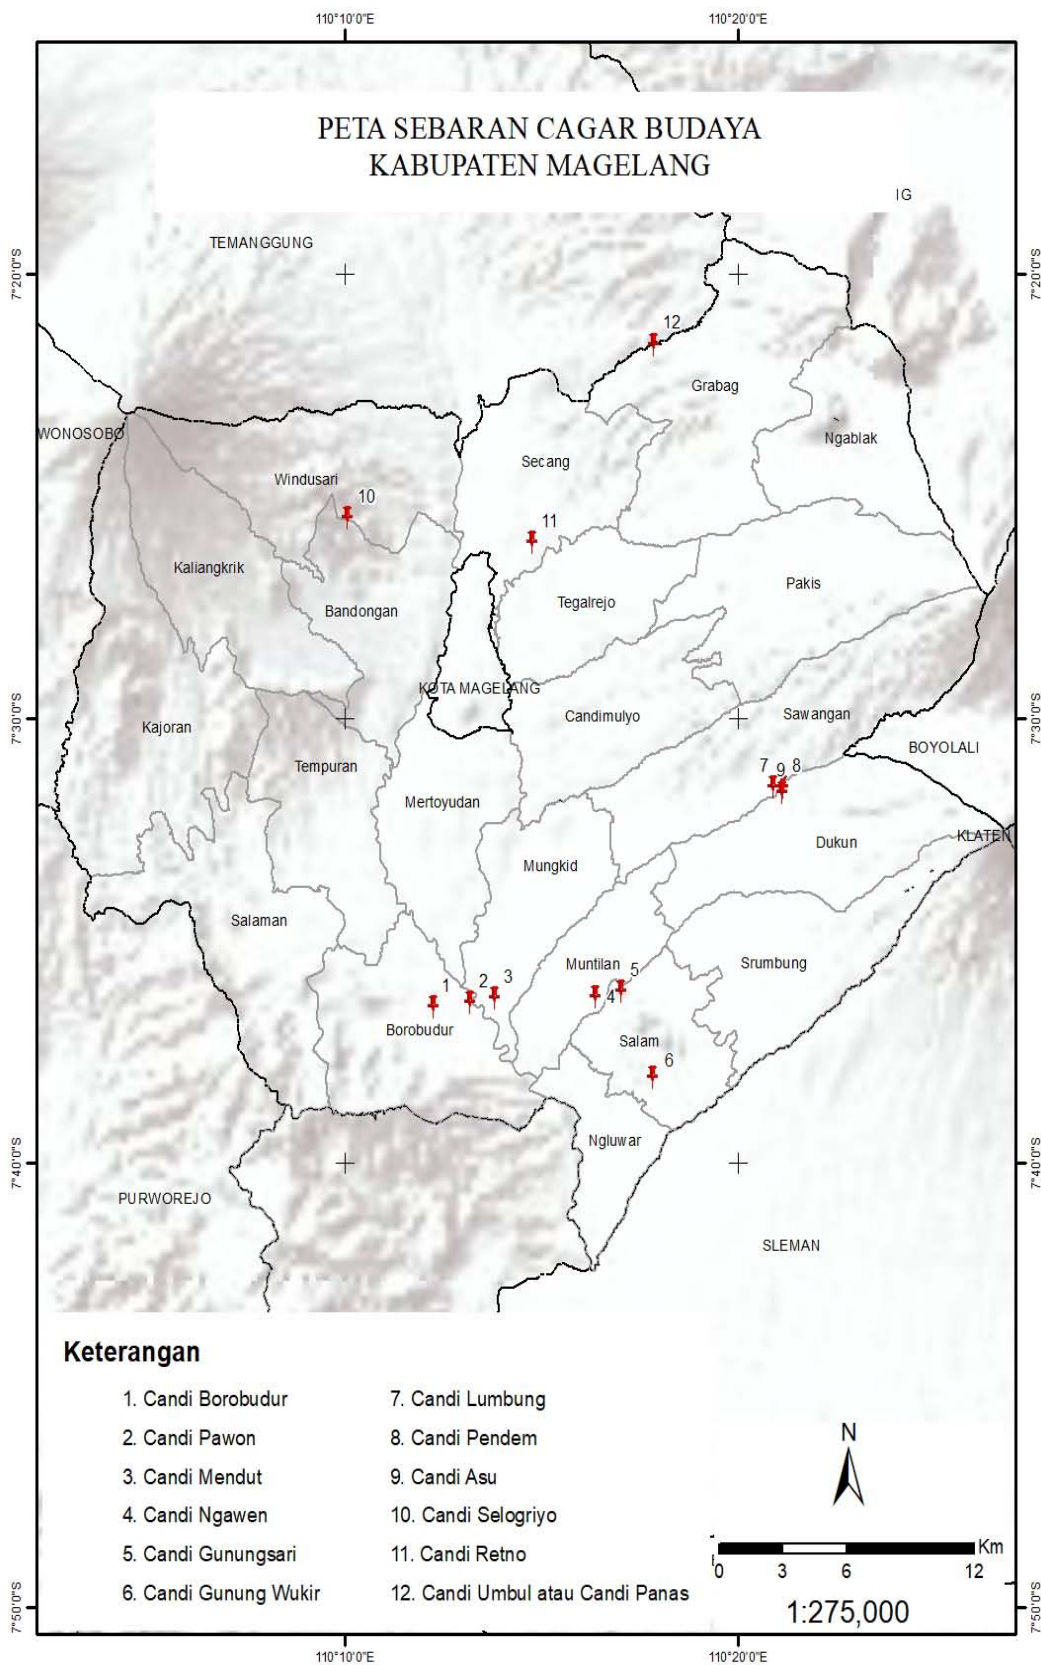 110°10'0"E
110°20'0"E
PETA SEBARAN CAGAR BUDAYA
KABUPATEN MAGELANG
IG
TEMANGGUNG
7°20'0"S
7°20'0"S
12
Grabag
WONOSOBO
Ngablak
Secang
Windusari
10
11
Kaliangkrik
Pakis
Tegalrejo
Bandongan
KOTA MAGELANG
7°30'0"S
7°30'0"S
Candimulyo
Sawangan
Kajoran
BOYOLALI
Tempuran
7
9
8
Mertoyudan
KLATEN
Dukun
Mungkid
Salaman
Muntilan
Srumbung
5
3
2
1
4
Borobudur
Salam
6
Ngluwar
7°40'0"S
7°40'0"S
PURWOREJO
SLEMAN
Keterangan
1. Candi Borobudur
2. Candi Pawon
3. Candi Mendut
4. Candi Ngawen
5. Candi Gunungsari
6. Candi Gunung Wukir
7. Candi Lumbung
8. Candi Pendem
9. Candi Asu
10. Candi Selogriyo
11. Candi Retno
12. Candi Umbul atau Candi Panas
N
Km
0 3 6 12
1:275,000
7°50'0"S
7°50'0"S
110°10'0"E
110°20'0"E